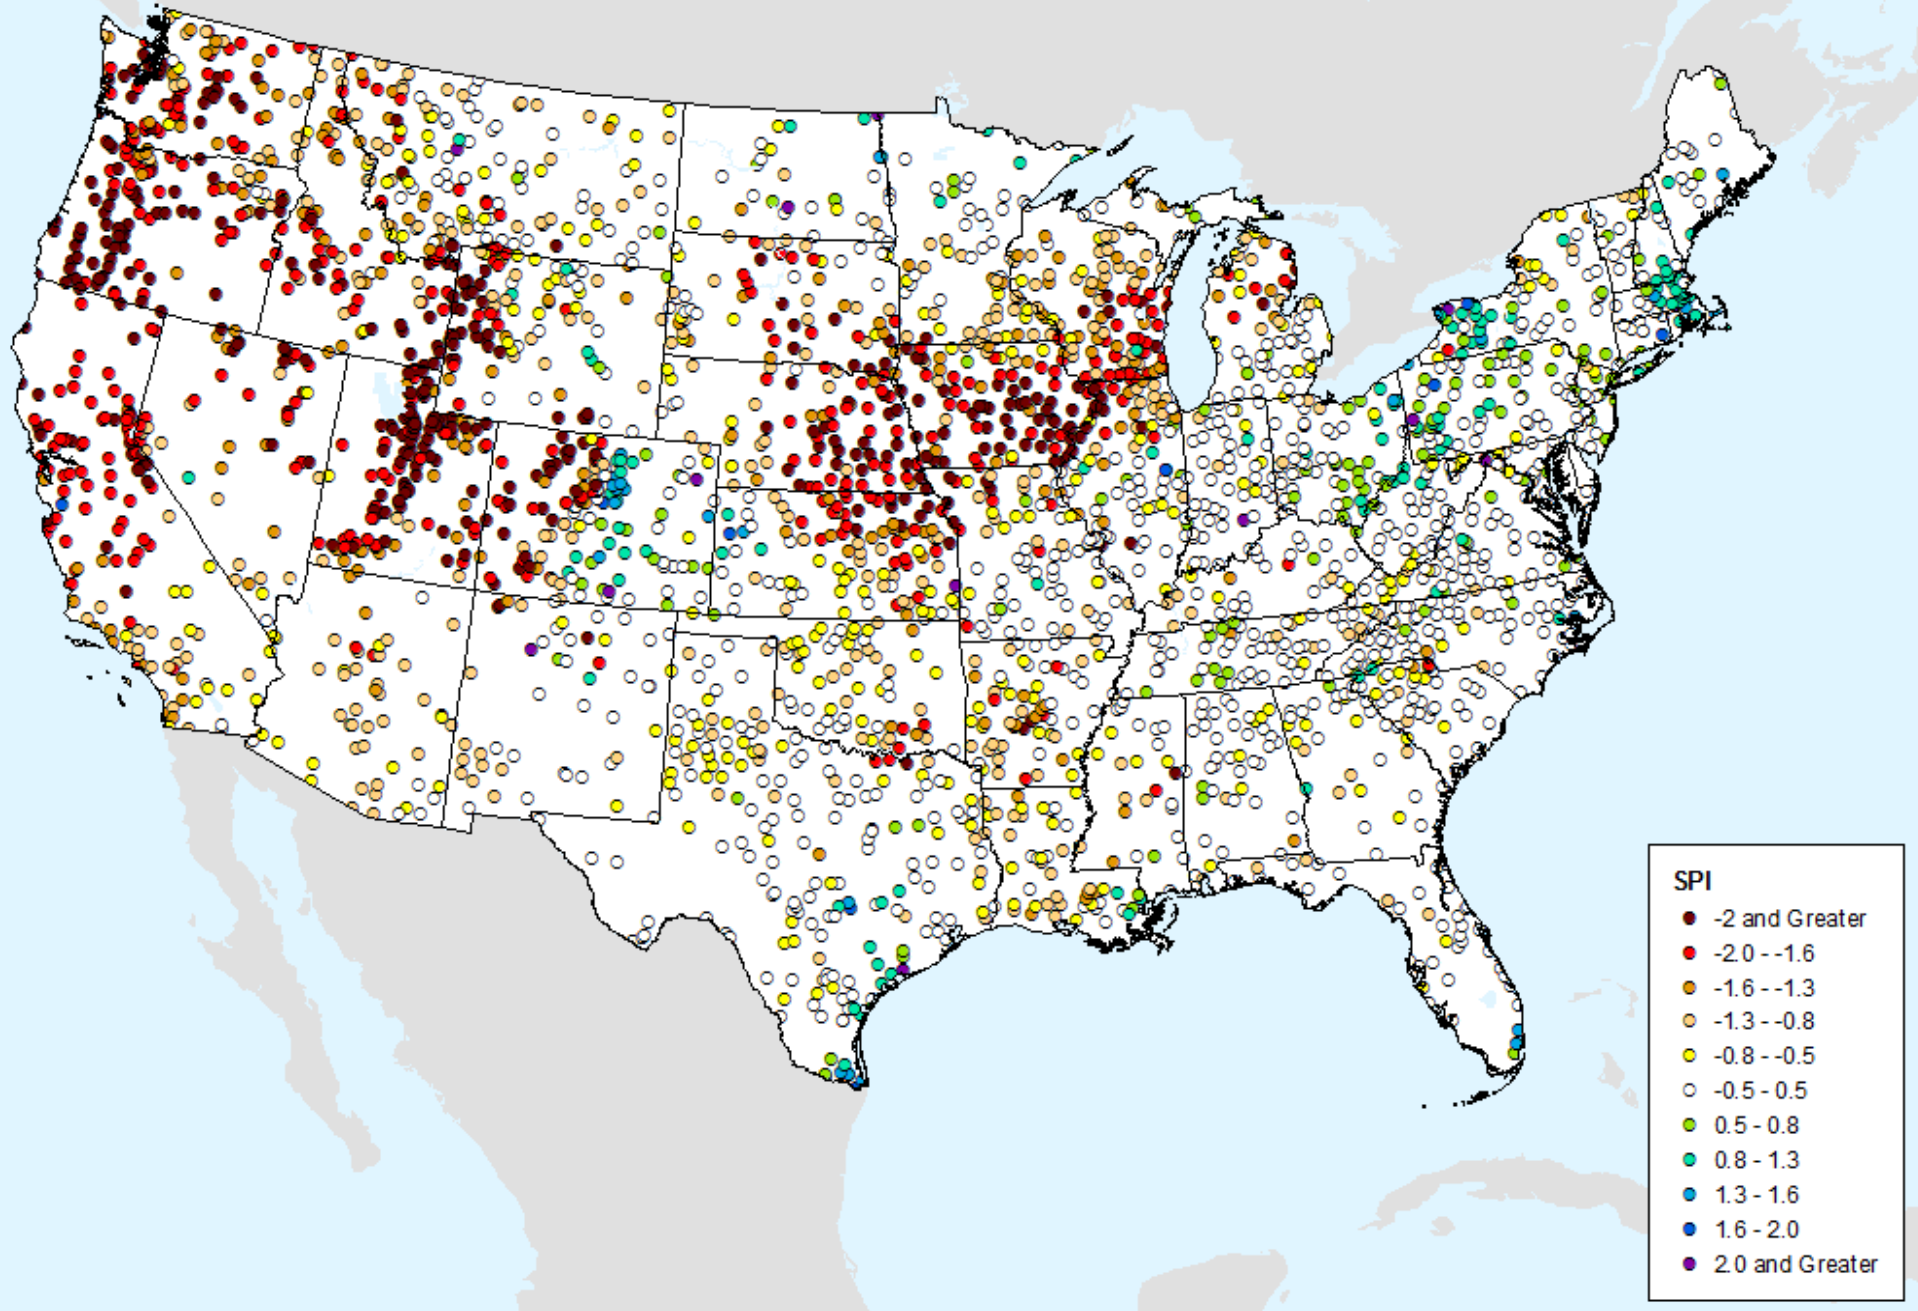 SPI
-2 and Greater
-2.0 - -1.6
-1.6 - -1.3
-1.3 - -0.8
-0.8 - -0.5
-0.5 - 0.5
0.5 - 0.8
0.8 - 1.3
1.3 - 1.6
1.6 - 2.0
2.0 and Greater